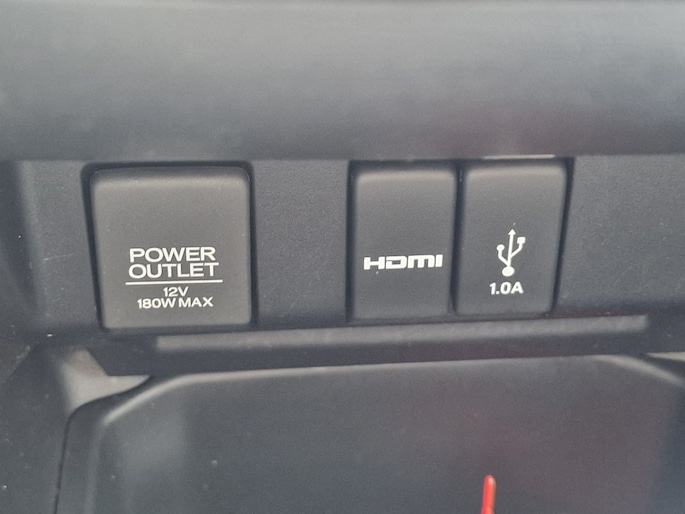 POWER
OUTLET
12V
180W MAX
HDMI
1.0A